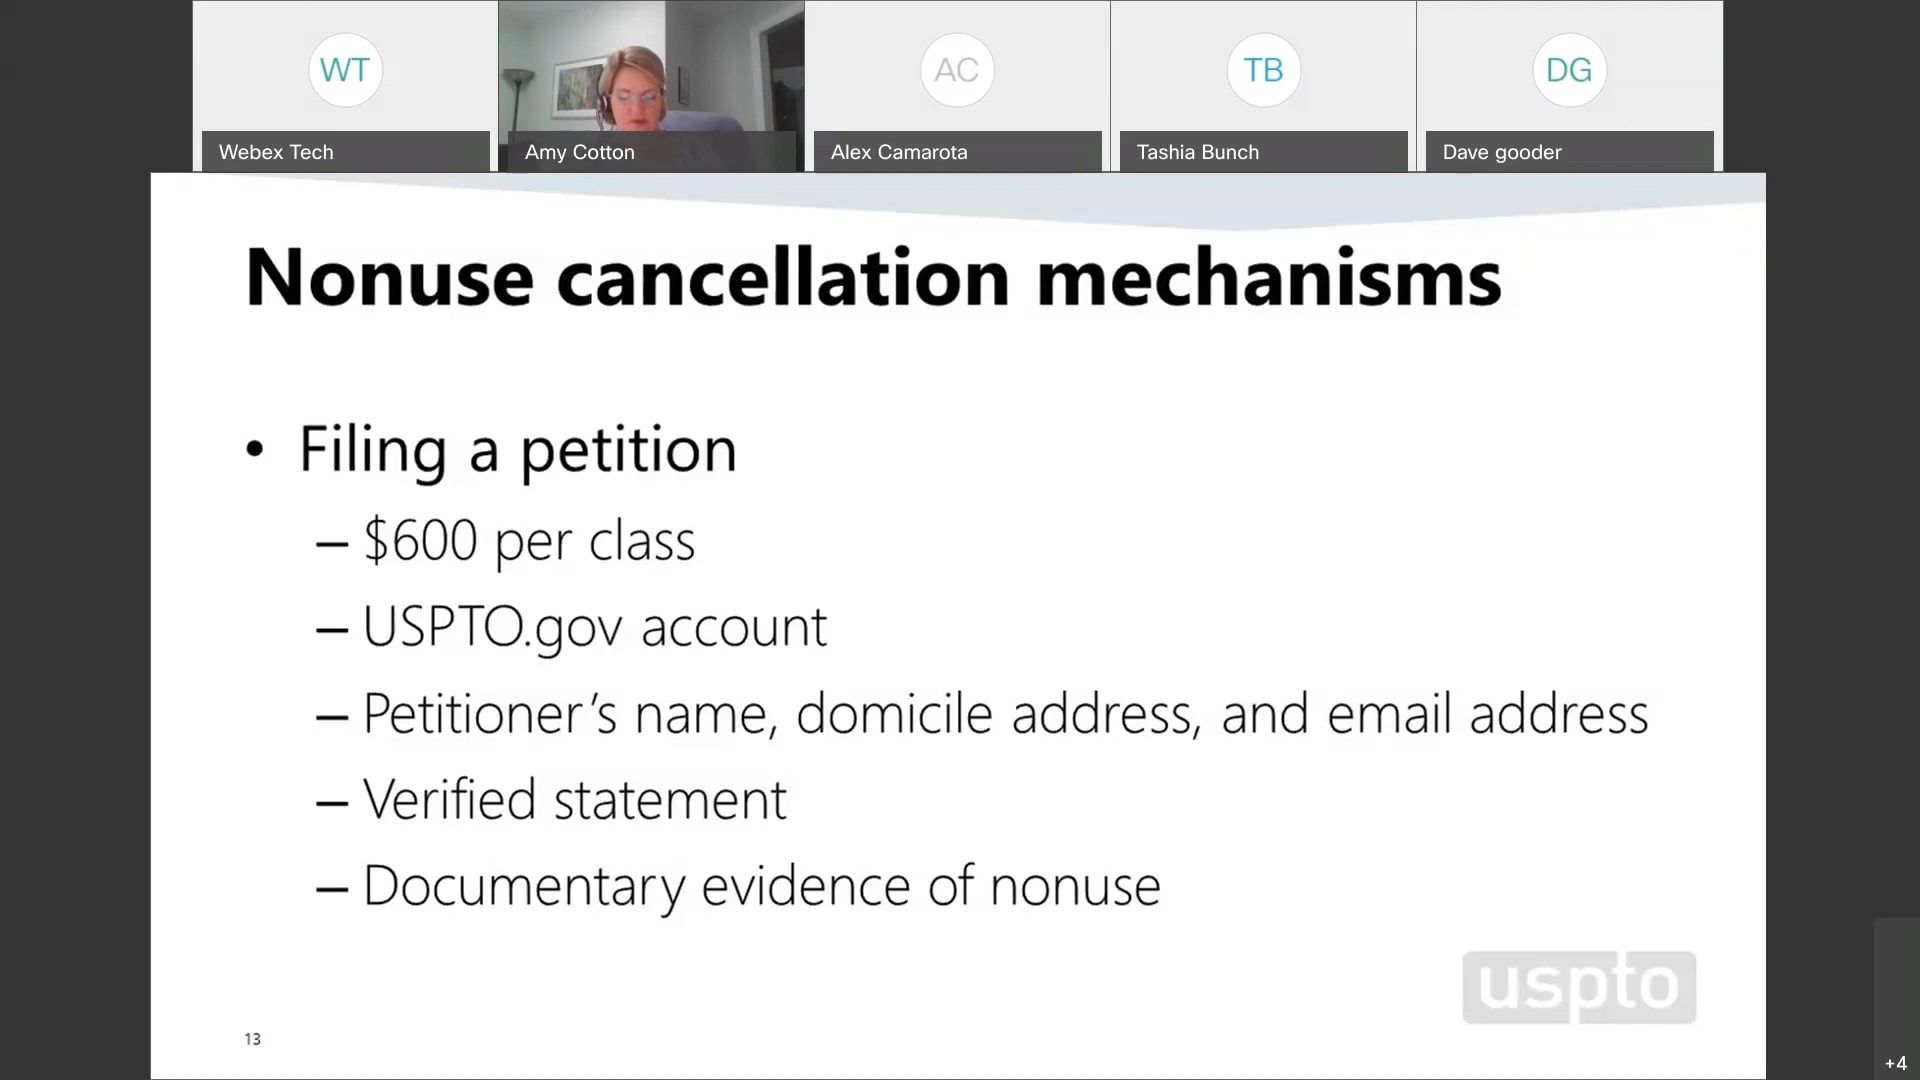 WT
AC
TB
DG
Webex Tech
Amy Cotton
Alex Camarota
Tashia Bunch
Dave gooder
Nonuse cancellation mechanisms
• Filing a petition
– $600 per class
– USPTO.gov account
– Petitioner’s name, domicile address, and email address
– Verified statement
– Documentary evidence of nonuse
uspto
13
+4